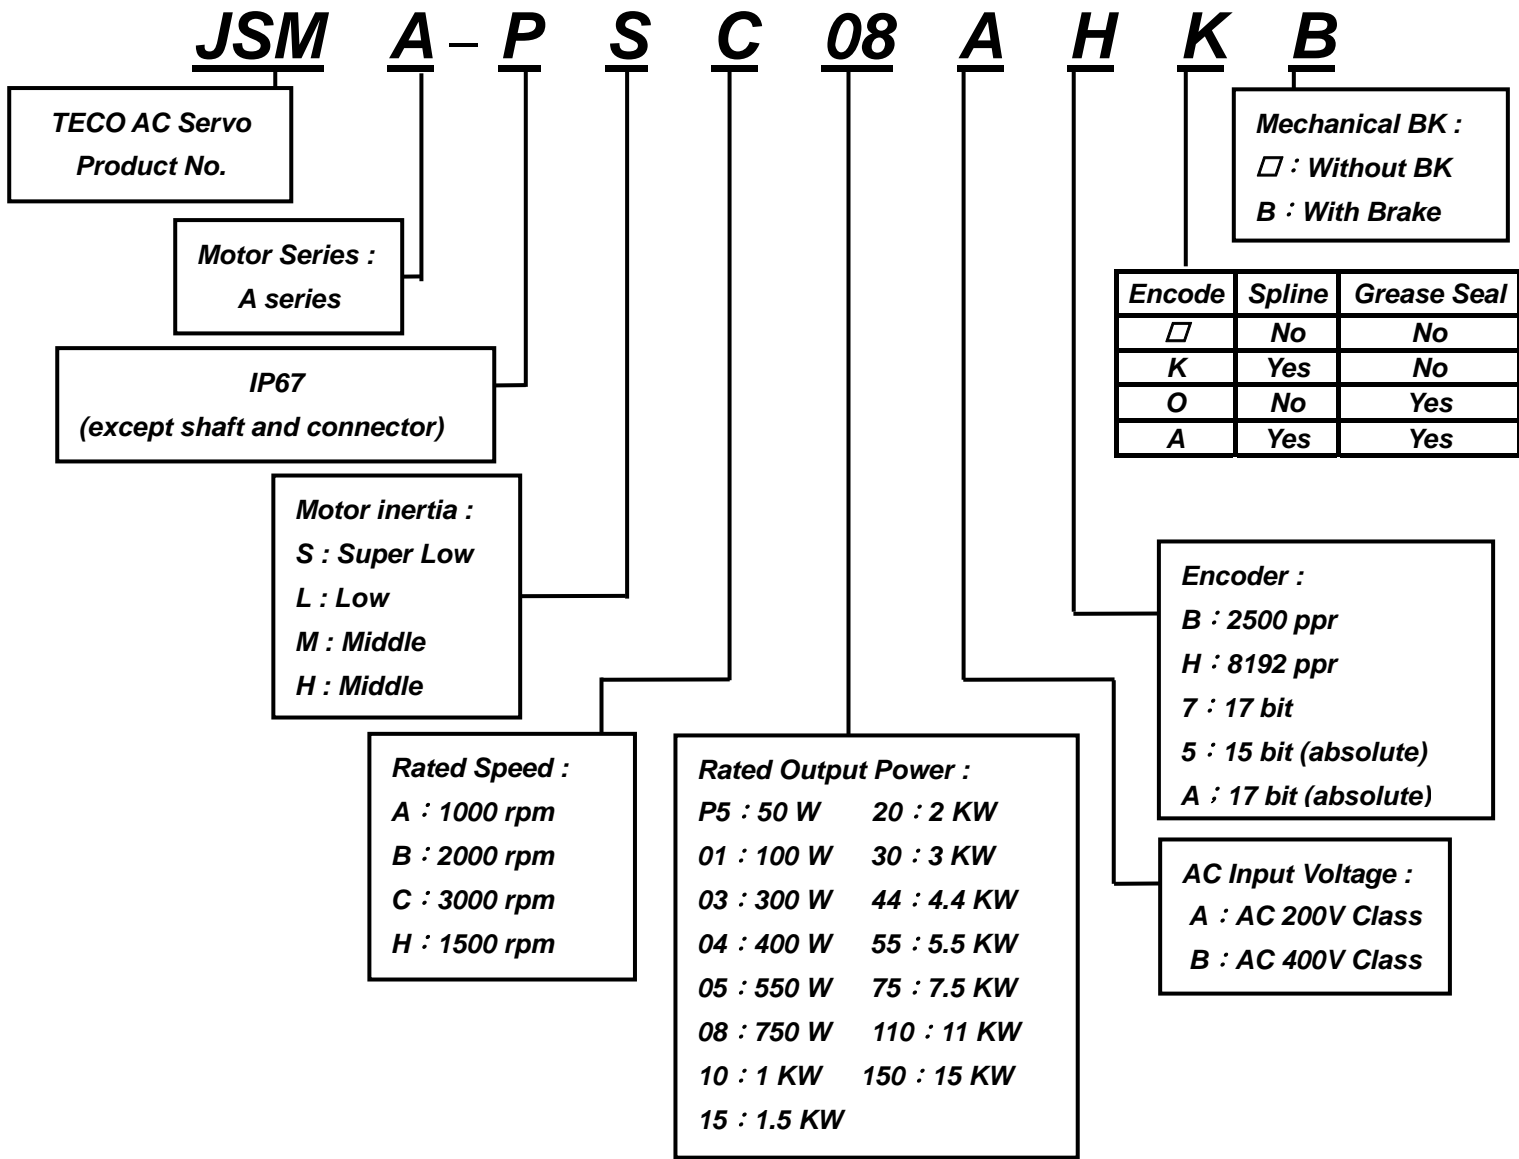 JSM A – P S C 08 A H K B
TECO AC Servo
Product No.
Mechanical BK :
□：Without BK
B：With Brake
Motor Series :
A series
Encode Spline Grease Seal
□ No No
K Yes No
O No Yes
A Yes Yes
IP67
(except shaft and connector)
Motor inertia :
S : Super Low
L : Low
M : Middle
H : Middle
Encoder :
B：2500 ppr
H：8192 ppr
7：17 bit
5：15 bit (absolute)
A；17 bit (absolute)
Rated Speed :
A：1000 rpm
B：2000 rpm
C：3000 rpm
H：1500 rpm
Rated Output Power :
P5：50 W 20：2 KW
01：100 W 30：3 KW
03：300 W 44：4.4 KW
04：400 W 55：5.5 KW
05：550 W 75：7.5 KW
08：750 W 110：11 KW
10：1 KW 150：15 KW
15：1.5 KW
AC Input Voltage :
A：AC 200V Class
B：AC 400V Class